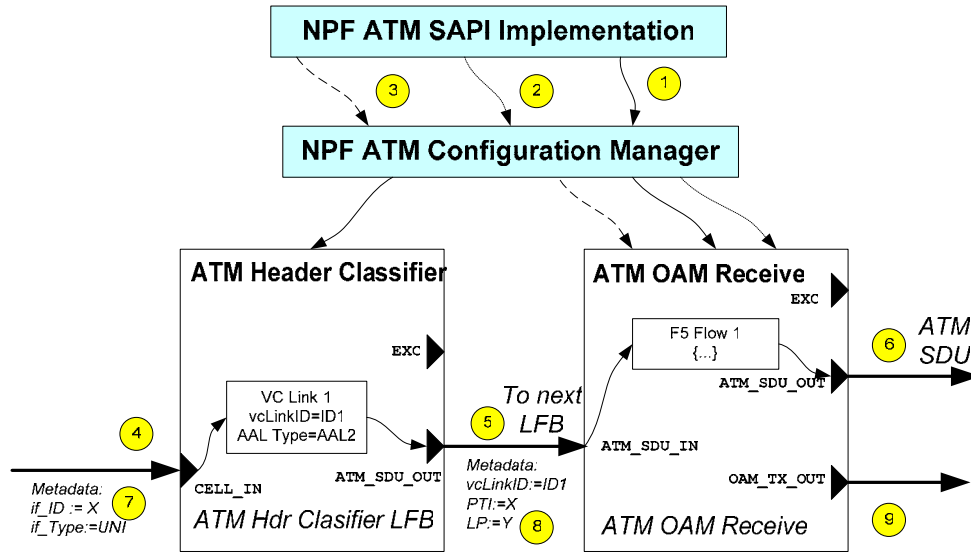 NPF ATM SAPI Implementation
3
2
1
NPF ATM Configuration Manager
ATM Header Classifier
EXC
VC Link 1
vcLinkID=ID1
AAL Type=AAL2
4
CELL_IN
ATM_SDU_OUT
Metadata:
if_ID := X
if_Type:=UNI
7
ATM Hdr Clasifier LFB
5
To next
LFB
Metadata:
vcLinkID:=ID1
PTI:=X
LP:=Y
8
ATM OAM Receive
EXC
F5 Flow 1
{...}
ATM_SDU_OUT
ATM_SDU_IN
OAM_TX_OUT
ATM OAM Receive
6
ATM
SDU
9